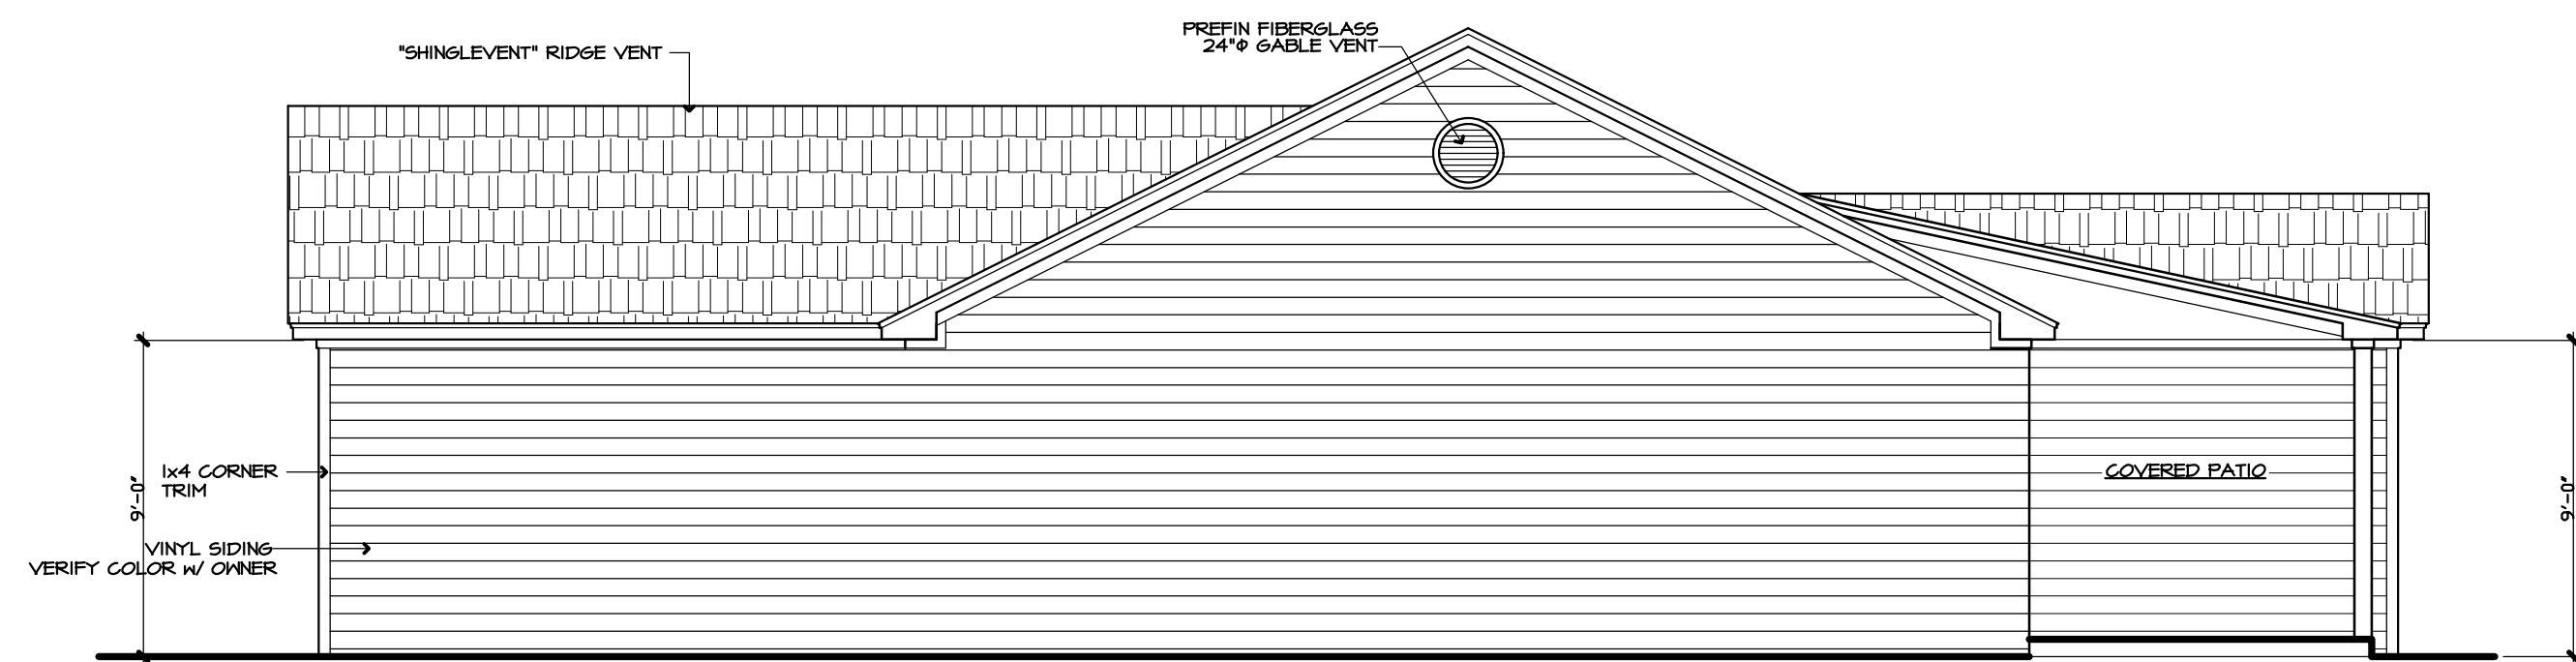 PREFIN FIBERGLASS
24"Φ GABLE VENT
"SHINGLEVENT" RIDGE VENT
1x4 CORNER
TRIM
9'-0"
VINYL SIDING
VERIFY COLOR w/ OWNER
COVERED PATIO
9'-0"